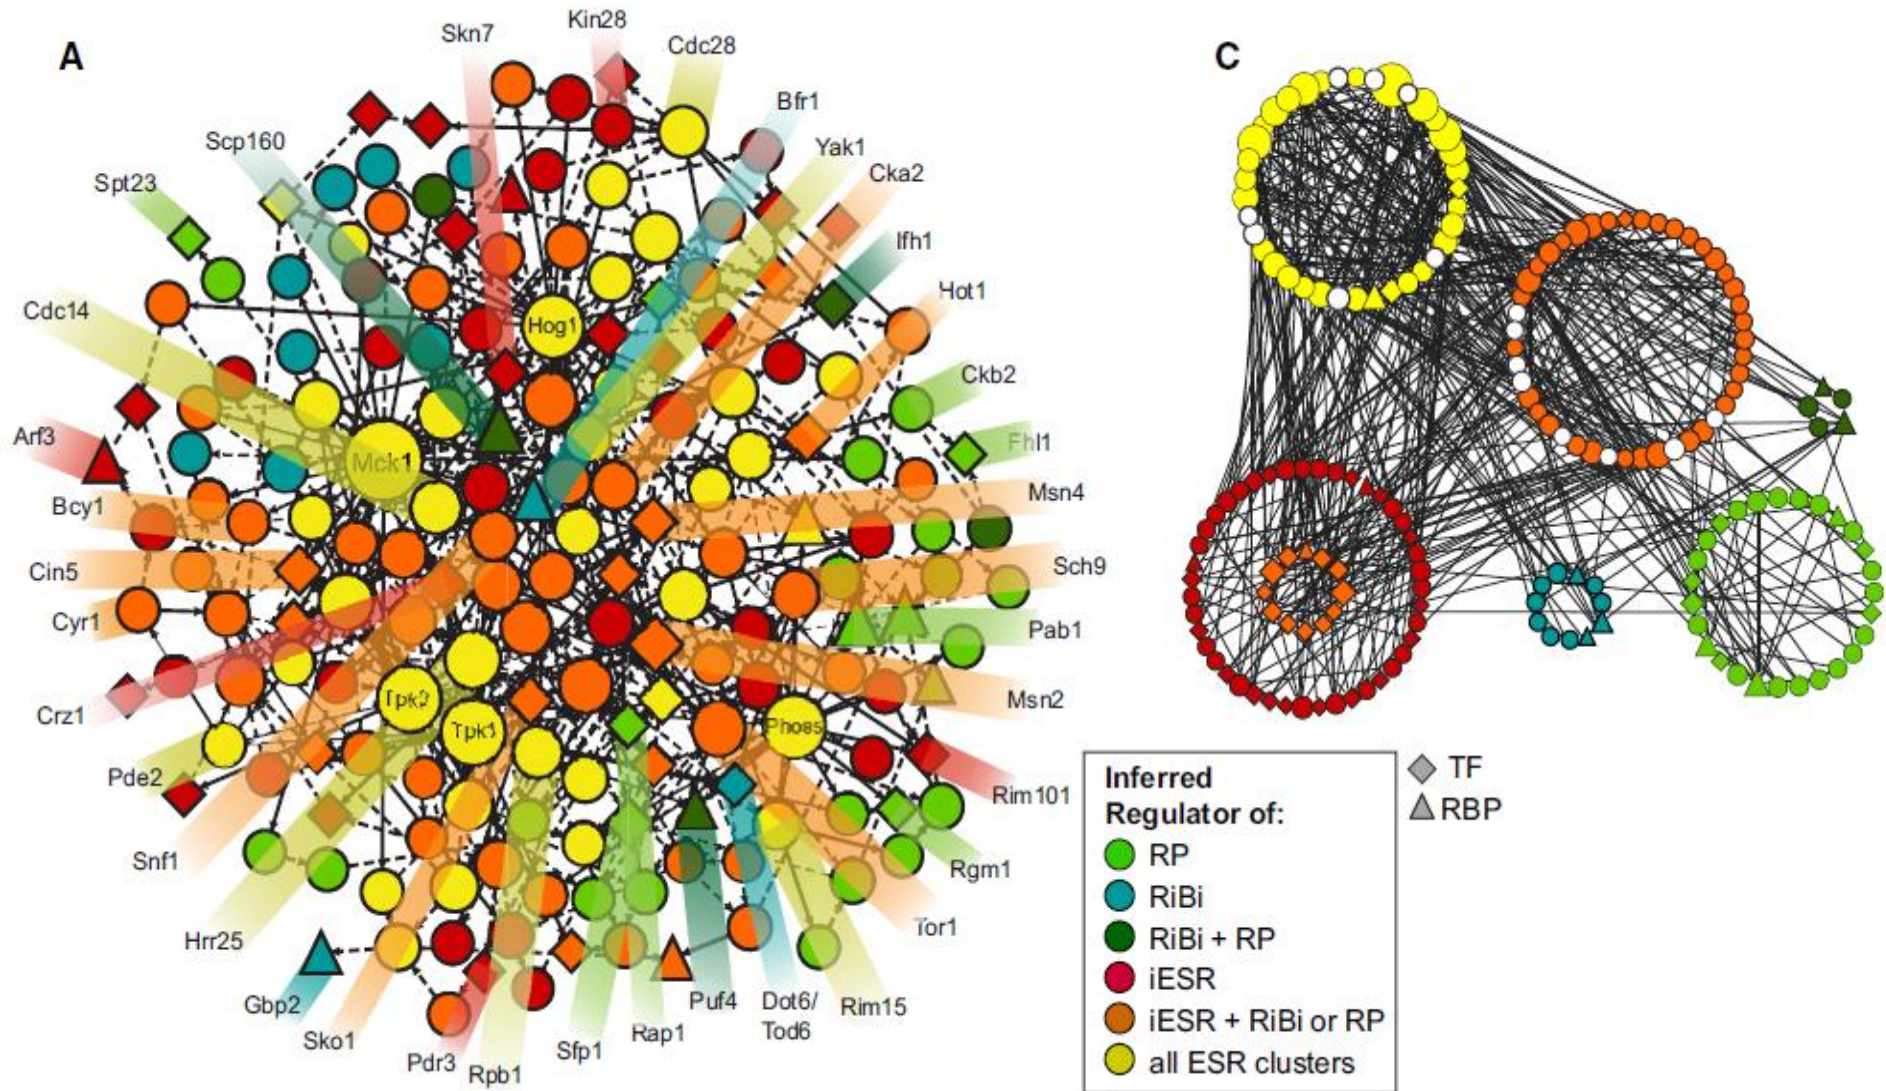 A
C
Skn7
Kin28
Cdc28
Scp160
Bfr1
Spt23
Yak1
Cka2
Ifh1
Hot1
Cdc14
Hog1
Ckb2
Arf3
Fhl1
Mck1
Bcy1
Msn4
Cin5
Sch9
Cyr1
Pab1
Crz1
Tpk2
Tpk1
Pho85
Msn2
Pde2
Rim101
Snf1
Rgm1
Hrr25
Tor1
Gbp2
Sko1
Pdr3
Rpb1
Sfp1
Rap1
Puf4
Dot6/
Tod6
Rim15
Inferred
Regulator of:
RP
RiBi
RiBi + RP
iESR
iESR + RiBi or RP
all ESR clusters
TF
RBP